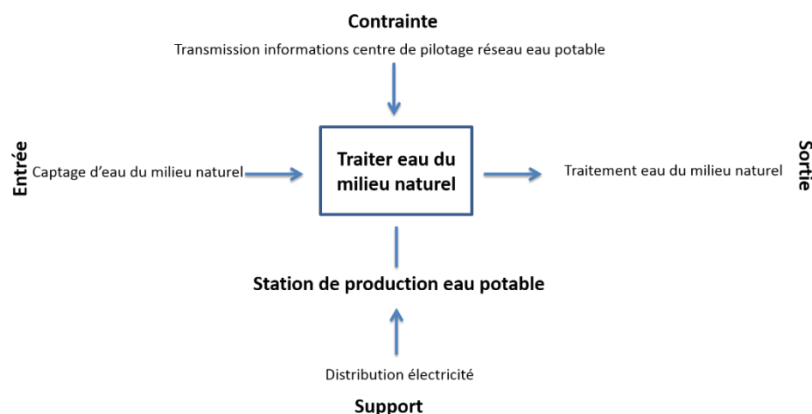 Contrainte
Transmission informations centre de pilotage réseau eau potable
Entrée
Captage d'eau du milieu naturel
Traiter eau du
milieu naturel
Traitement eau du milieu naturel
Sortie
Station de production eau potable
Distribution électricité
Support